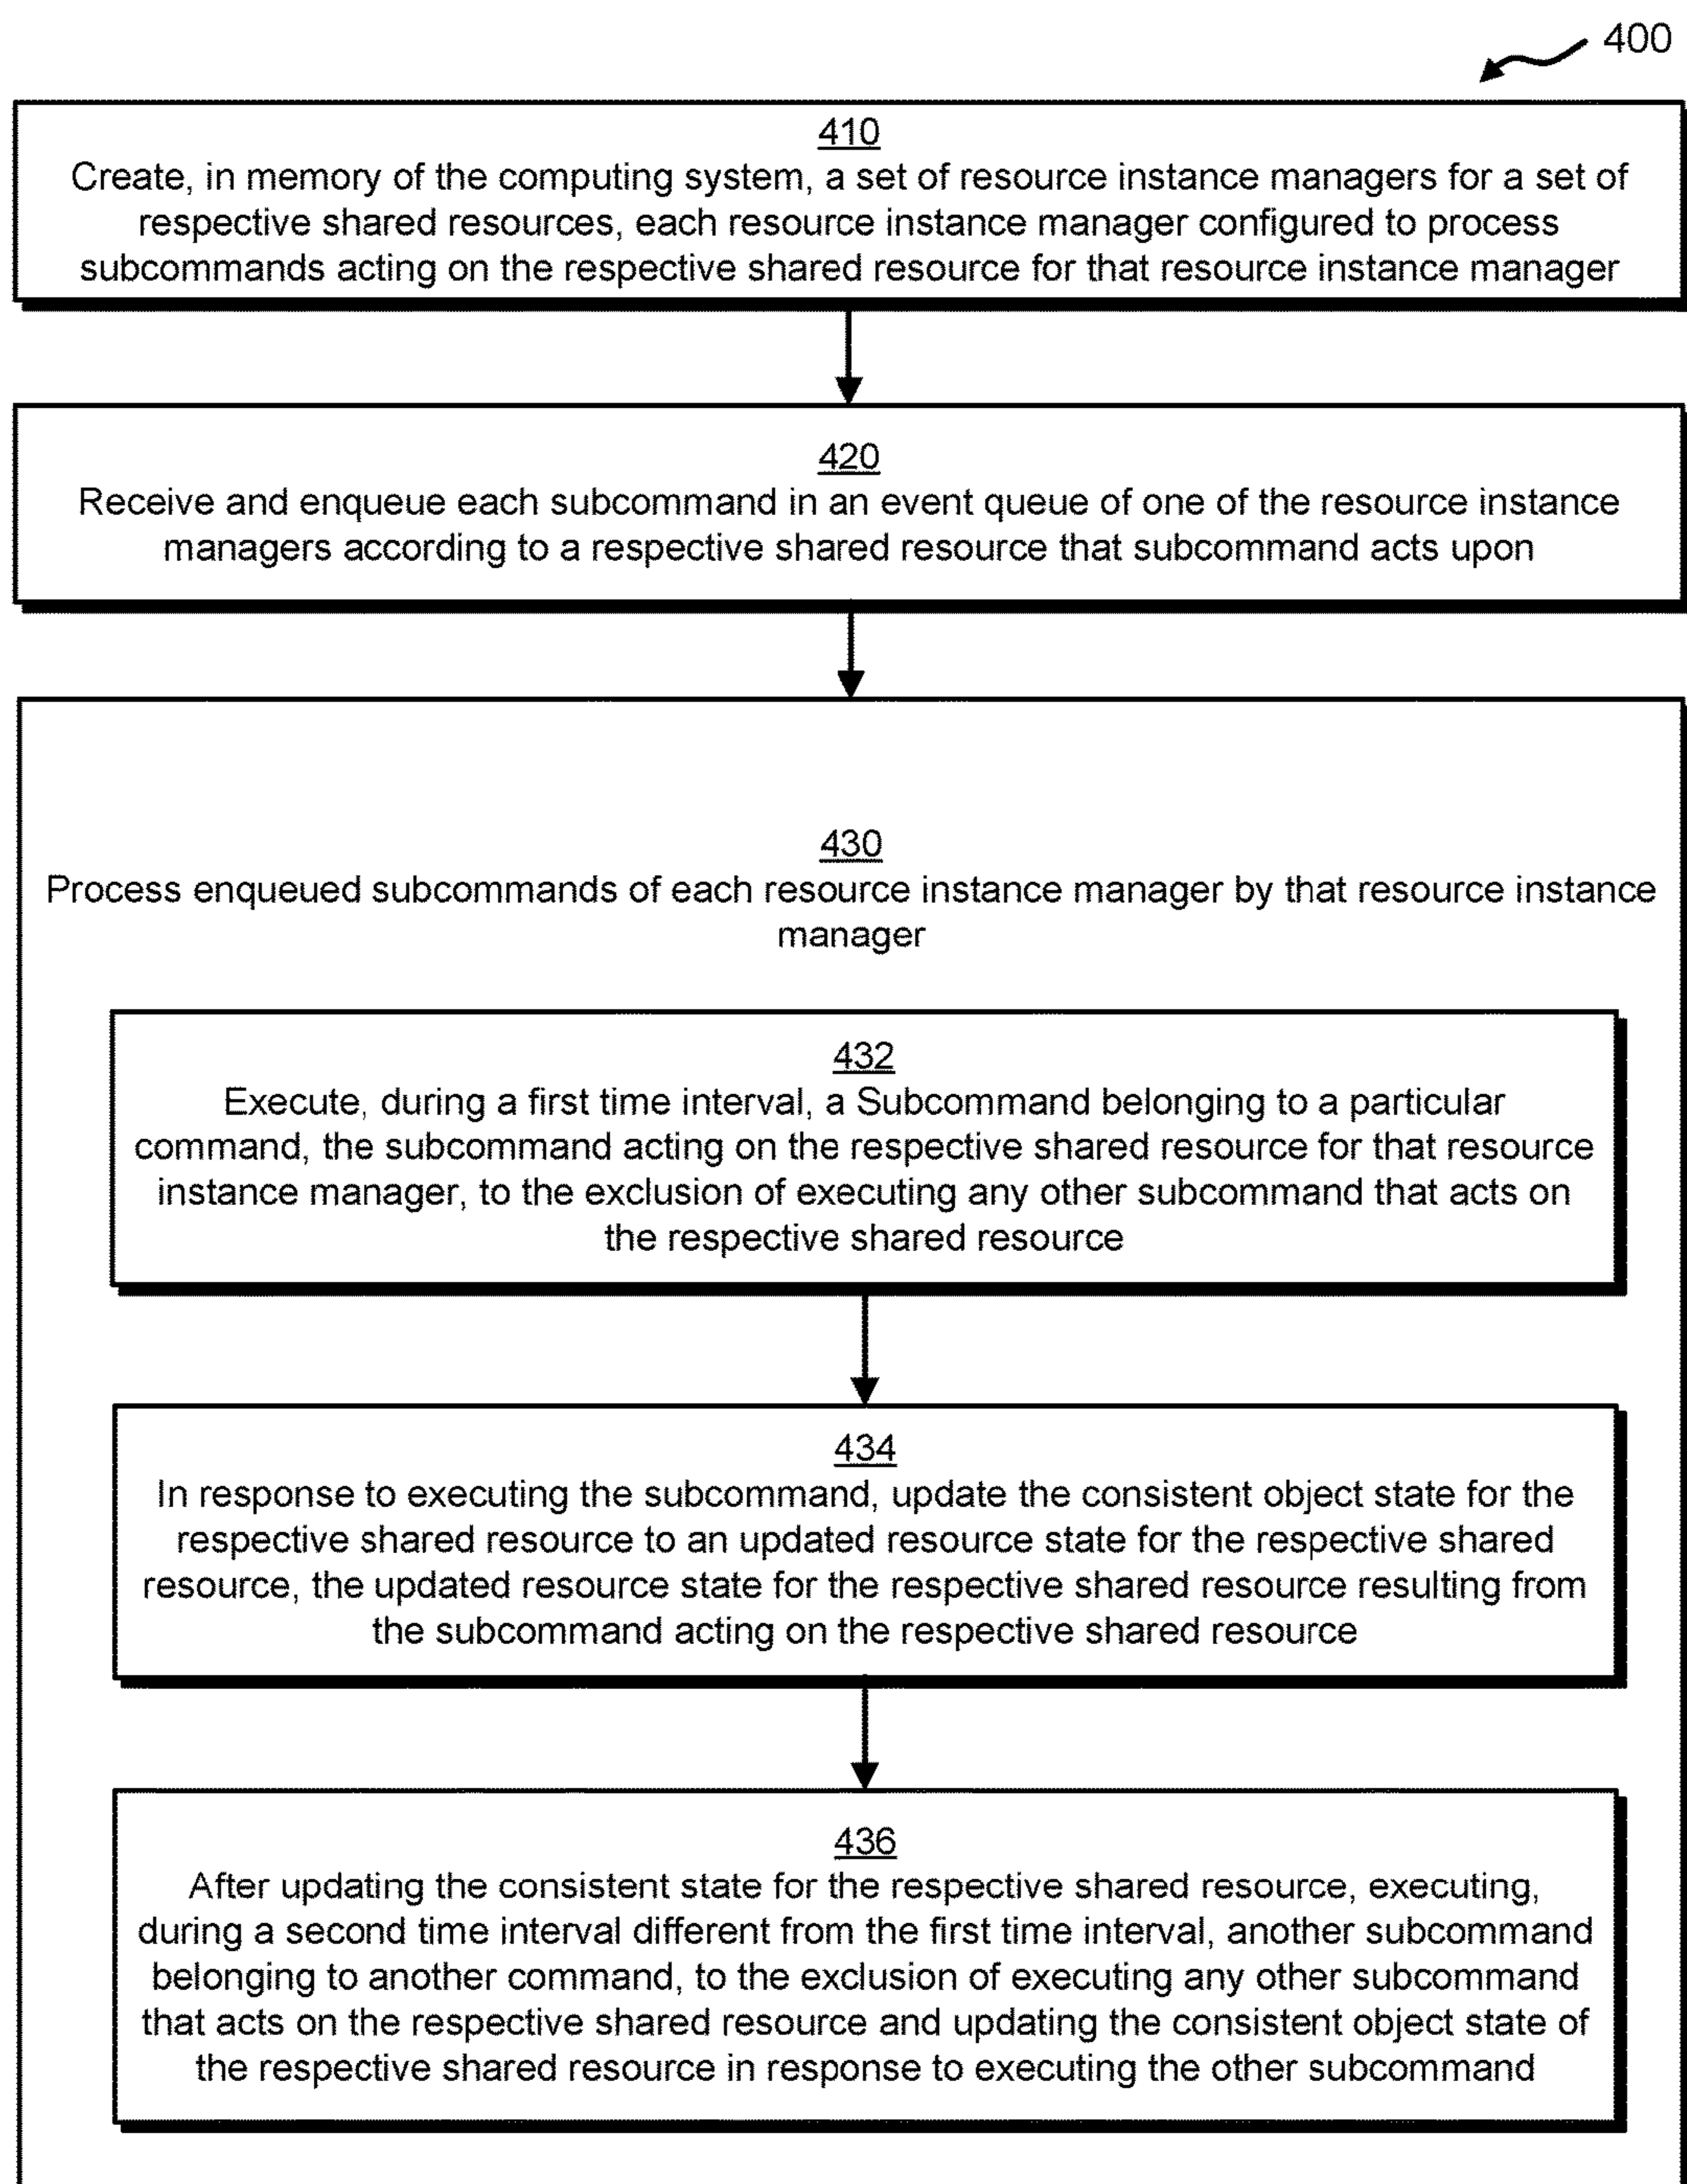 400
410
Create, in memory of the computing system, a set of resource instance managers for a set of
respective shared resources, each resource instance manager configured to process
subcommands acting on the respective shared resource for that resource instance manager
420
Receive and enqueue each subcommand in an event queue of one of the resource instance
managers according to a respective shared resource that subcommand acts upon
430
Process enqueued subcommands of each resource instance manager by that resource instance
manager
432
Execute, during a first time interval, a Subcommand belonging to a particular
command, the subcommand acting on the respective shared resource for that resource
instance manager, to the exclusion of executing any other subcommand that acts on
the respective shared resource
434
In response to executing the subcommand, update the consistent object state for the
respective shared resource to an updated resource state for the respective shared
resource, the updated resource state for the respective shared resource resulting from
the subcommand acting on the respective shared resource
436
After updating the consistent state for the respective shared resource, executing,
during a second time interval different from the first time interval, another subcommand
belonging to another command, to the exclusion of executing any other subcommand
that acts on the respective shared resource and updating the consistent object state of
the respective shared resource in response to executing the other subcommand